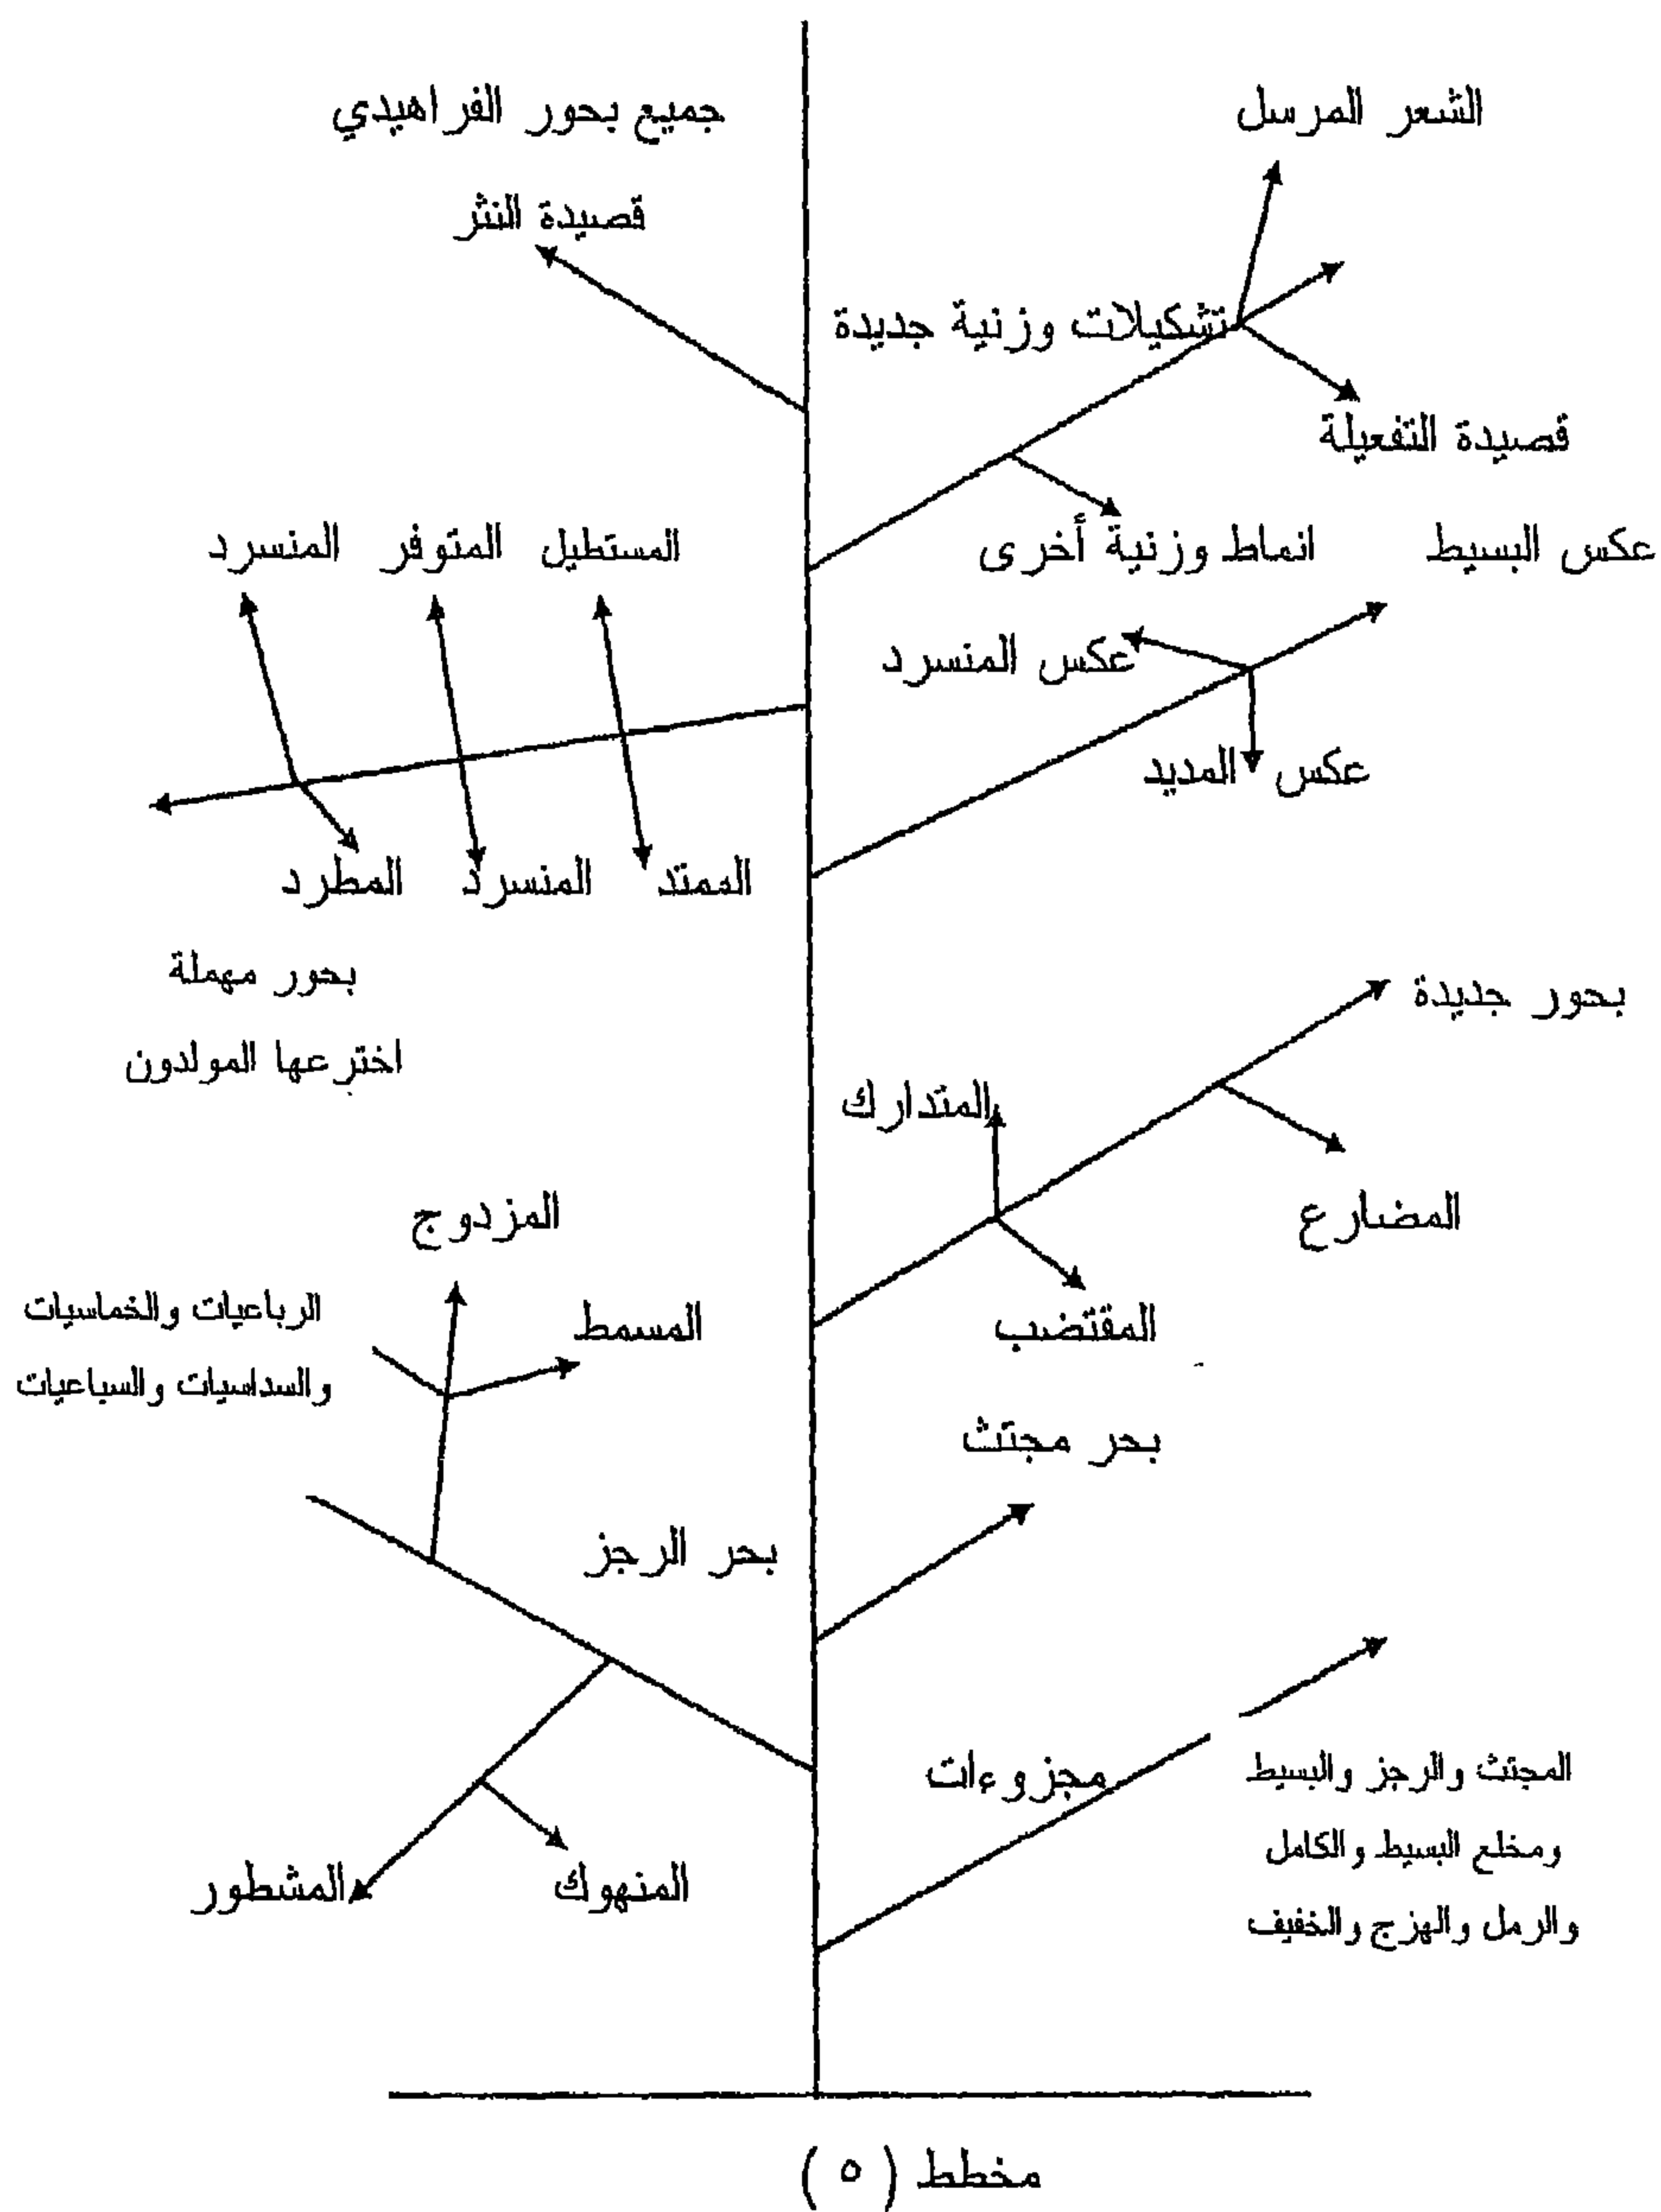 جميع بحور الفراهيدي
الشعر المرسل
قصيدة النثر
تشكيلات وزنية جديدة
قصيدة التفعيلة
عكس البسيط
انماط وزنية أخرى
المستطيل
المتوفر
المنسرد
عكس المنسرد
عكس المديد
الممتد
المنسرد
المطرد
بحور مهملة
اخترعها المولدون
بحور جديدة
المتدارك
المضارع
المقتضب
المزدوج
المسمط
الرباعيات والخماسيات
والسداسيات والسباعيات
بحر مجتث
بحر الرجز
مجزوءات
المجتث والرجز والبسيط
ومخلع البسيط والكامل
والرمل والهزج والخفيف
المنهوك
المشطور
مخطط ( ٥ )